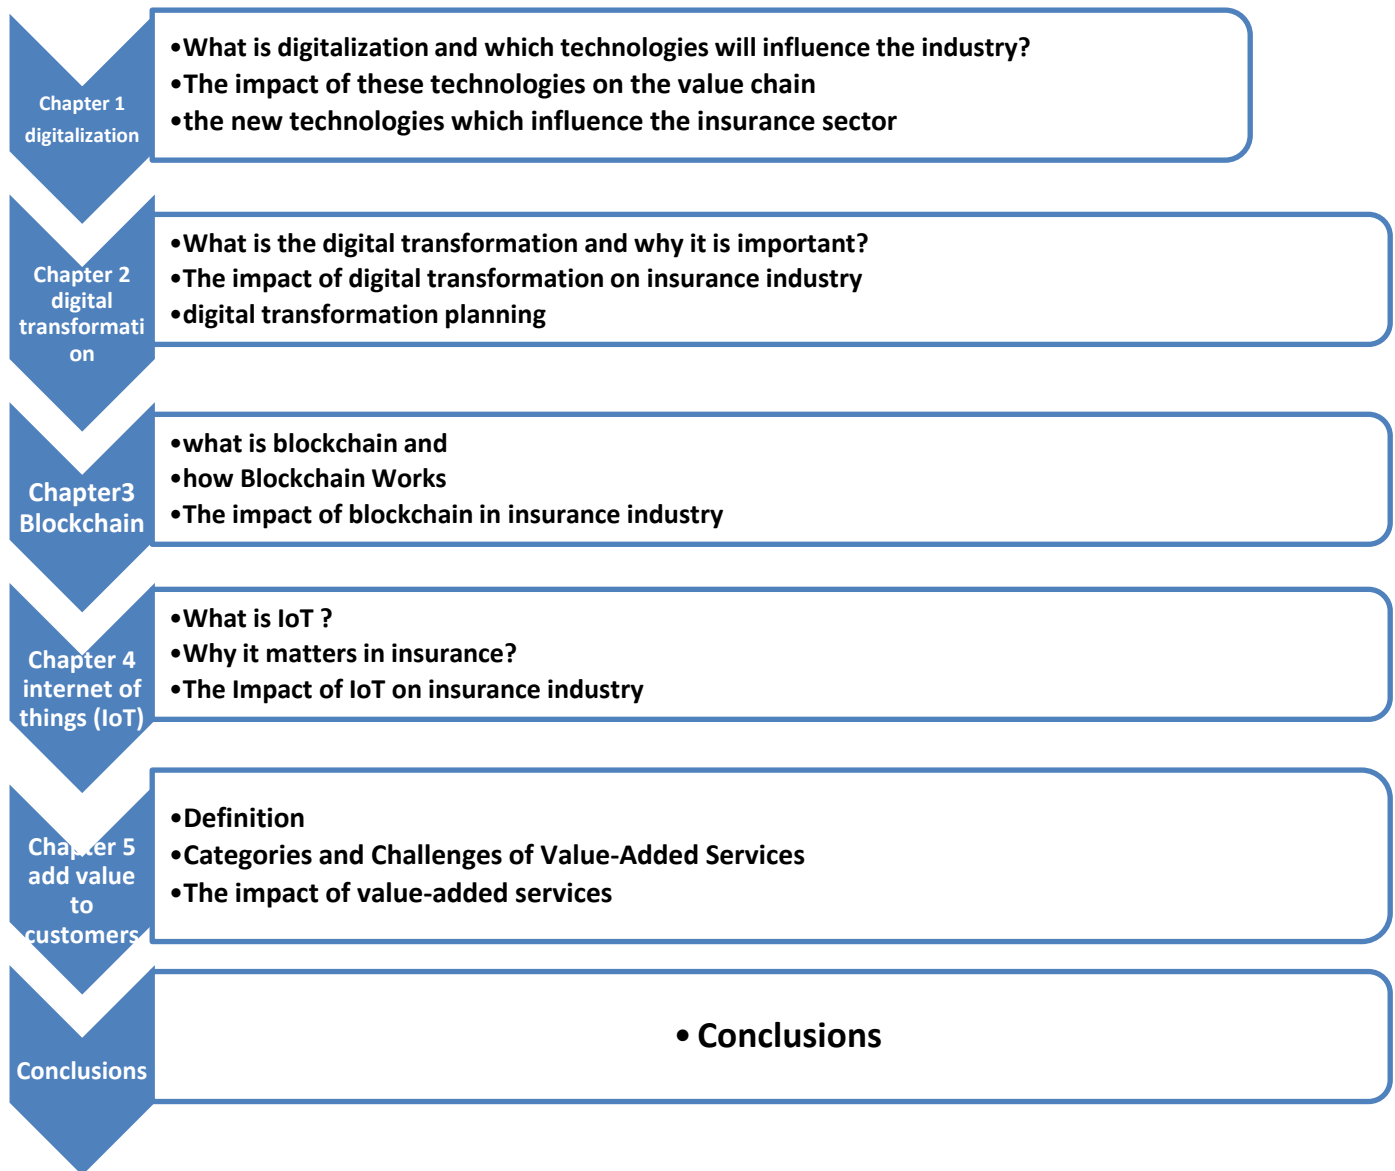 Chapter 1
digitalization
•What is digitalization and which technologies will influence the industry?
•The impact of these technologies on the value chain
•the new technologies which influence the insurance sector
Chapter 2
digital
transformati
on
•What is the digital transformation and why it is important?
•The impact of digital transformation on insurance industry
•digital transformation planning
Chapter3
Blockchain
•what is blockchain and
•how Blockchain Works
•The impact of blockchain in insurance industry
Chapter 4
internet of
things (IoT)
•What is IoT ?
•Why it matters in insurance?
•The Impact of IoT on insurance industry
Chapter 5
add value
to
customers
•Definition
•Categories and Challenges of Value-Added Services
•The impact of value-added services
Conclusions
• Conclusions